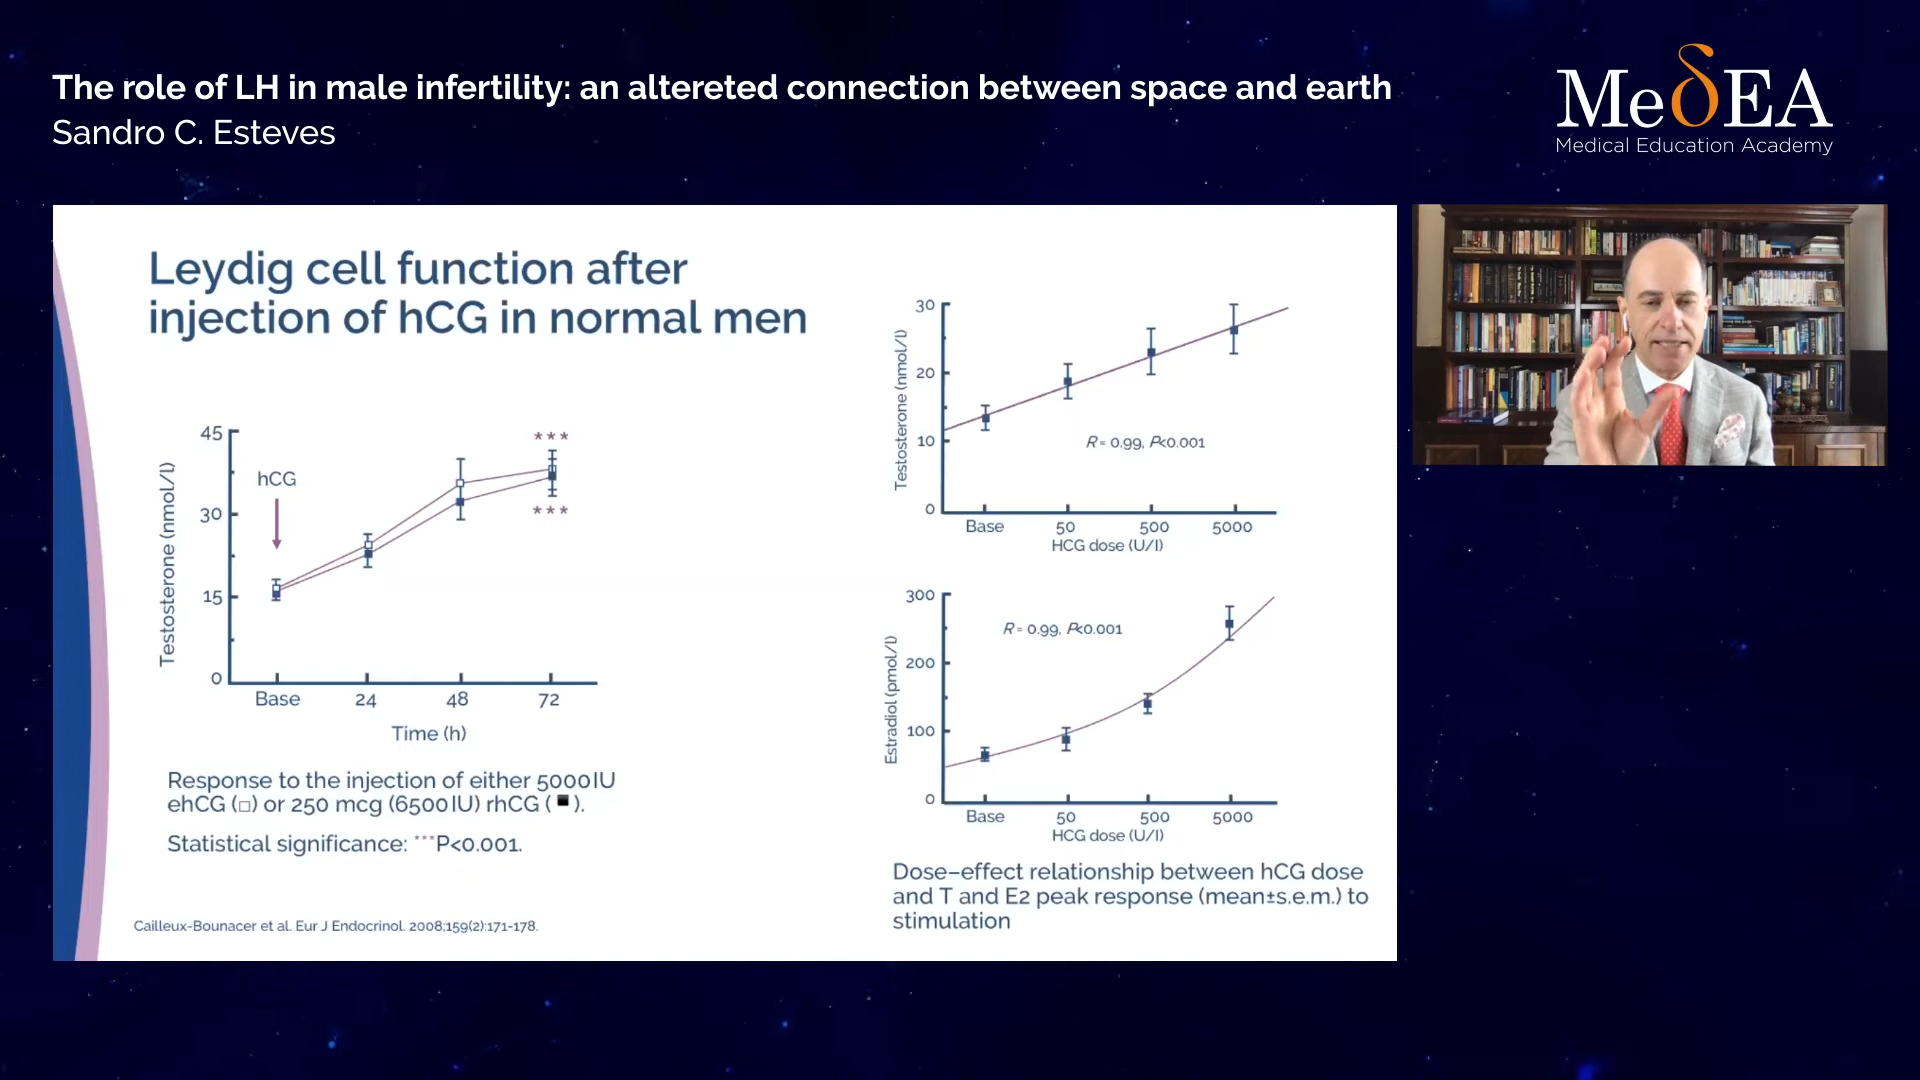 The role of LH in male infertility: an altereted connection between space and earth
Sandro C. Esteves
MeδEA
Medical Education Academy
Leydig cell function after
injection of hCG in normal men
45
30
15
0
Testosterone (nmol/l)
hCG
***
***
Base 24 48 72
Time (h)
Response to the injection of either 5000IU
ehCG (□) or 250 mcg (6500IU) rhCG (■).
Statistical significance: ***P<0.001.
Cailleux-Bounacer et al. Eur J Endocrinol. 2008;159(2):171-178.
30
20
10
0
Testosterone (nmol/l)
R = 0.99, P<0.001
Base 50 500 5000
HCG dose (U/l)
300
200
100
0
Estradiol (pmol/l)
R = 0.99, P<0.001
Base 50 500 5000
HCG dose (U/l)
Dose–effect relationship between hCG dose
and T and E2 peak response (mean±s.e.m.) to
stimulation